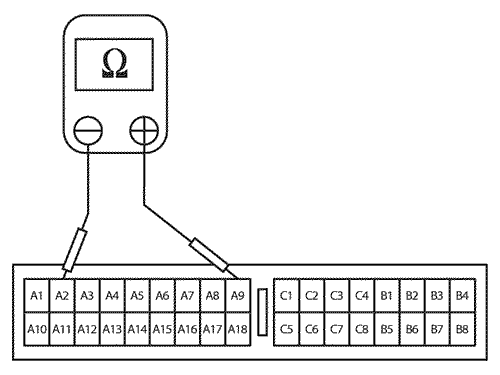 Ω
− +
A1 A2 A3 A4 A5 A6 A7 A8 A9 C1 C2 C3 C4 B1 B2 B3 B4
A10 A11 A12 A13 A14 A15 A16 A17 A18 C5 C6 C7 C8 B5 B6 B7 B8